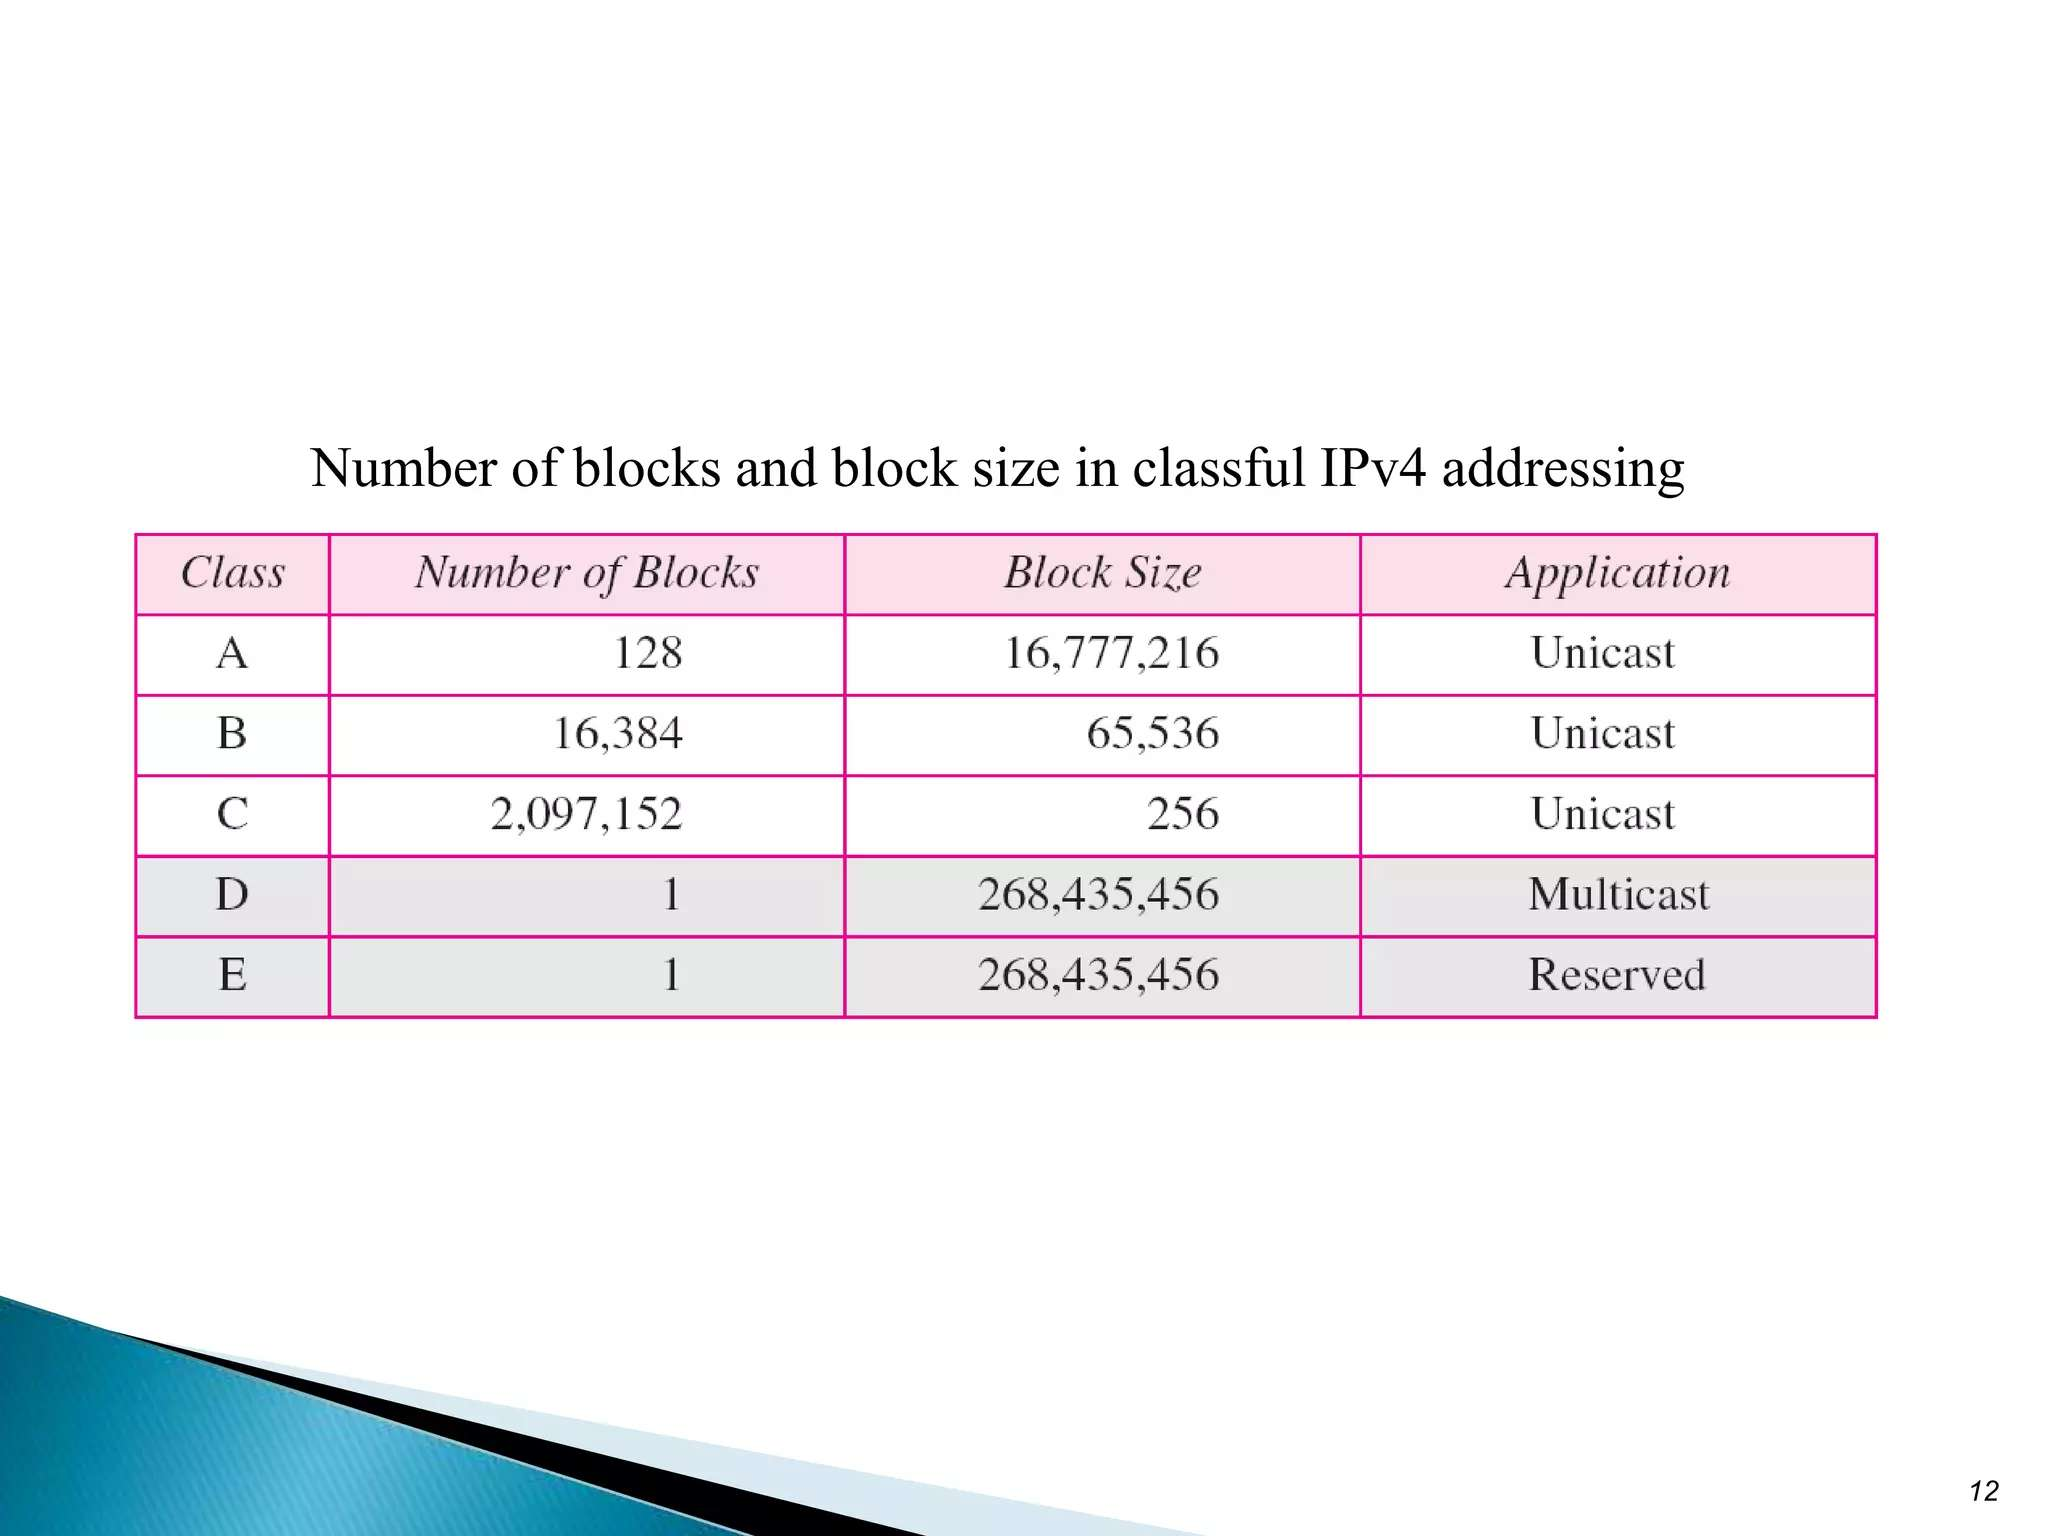 Number of blocks and block size in classful IPv4 addressing
Class Number of Blocks Block Size Application
A 128 16,777,216 Unicast
B 16,384 65,536 Unicast
C 2,097,152 256 Unicast
D 1 268,435,456 Multicast
E 1 268,435,456 Reserved
12